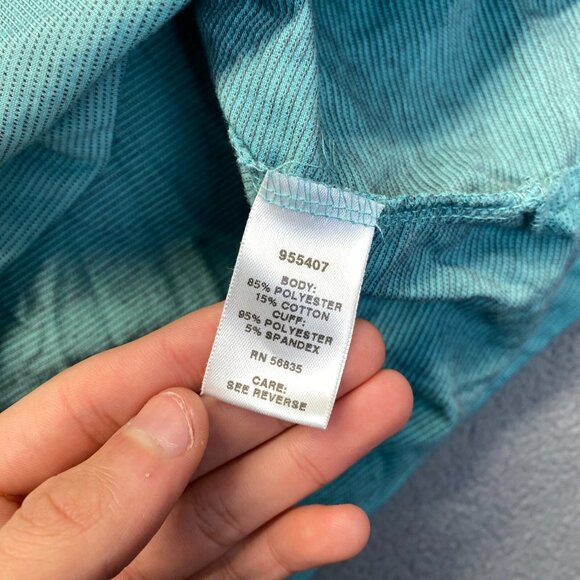 955407
BODY:
85% POLYESTER
15% COTTON
CUFF:
95% POLYESTER
5% SPANDEX
RN 56835
CARE:
SEE REVERSE